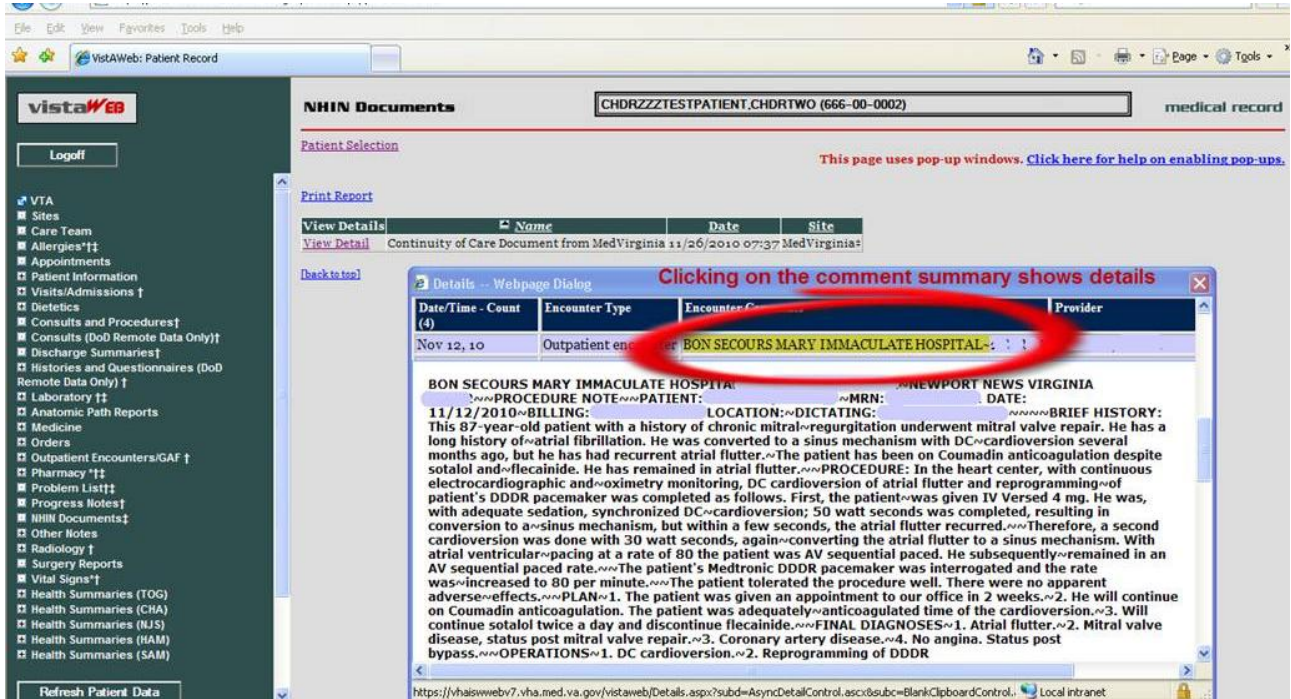 File Edit View Favorites Tools Help
VistAWeb: Patient Record
Page Tools
vistaWEB
NHIN Documents
CHDRZZZTESTPATIENT,CHDRTWO (666-00-0002)
medical record
Logoff
Patient Selection
This page uses pop-up windows. Click here for help on enabling pop-ups.
Print Report
VTA
Sites
Care Team
Allergies*†‡
Appointments
Patient Information
Visits/Admissions †
Dietetics
Consults and Procedures†
Consults (DoD Remote Data Only)†
Discharge Summaries†
Histories and Questionnaires (DoD
Remote Data Only) †
Laboratory †‡
Anatomic Path Reports
Medicine
Orders
Outpatient Encounters/GAF †
Pharmacy *†‡
Problem List†‡
Progress Notes†
NHIN Documents‡
Other Notes
Radiology †
Surgery Reports
Vital Signs*†
Health Summaries (TOG)
Health Summaries (CHA)
Health Summaries (NJS)
Health Summaries (HAM)
Health Summaries (SAM)
Refresh Patient Data
View Details Name Date Site
View Detail Continuity of Care Document from MedVirginia 11/26/2010 07:37 MedVirginia‡
[back to top]
Details -- Webpage Dialog
Clicking on the comment summary shows details
Date/Time - Count Encounter Type Encounter Provider
(4)
Nov 12, 10 Outpatient encounter BON SECOURS MARY IMMACULATE HOSPITAL~
BON SECOURS MARY IMMACULATE HOSPITAL ~NEWPORT NEWS VIRGINIA
~~PROCEDURE NOTE~~PATIENT: ~MRN: DATE:
11/12/2010~BILLING: LOCATION:~DICTATING: ~~~~BRIEF HISTORY:
This 87-year-old patient with a history of chronic mitral~regurgitation underwent mitral valve repair. He has a
long history of~atrial fibrillation. He was converted to a sinus mechanism with DC~cardioversion several
months ago, but he has had recurrent atrial flutter.~The patient has been on Coumadin anticoagulation despite
sotalol and~flecainide. He has remained in atrial flutter.~~PROCEDURE: In the heart center, with continuous
electrocardiographic and~oximetry monitoring, DC cardioversion of atrial flutter and reprogramming~of
patient's DDDR pacemaker was completed as follows. First, the patient~was given IV Versed 4 mg. He was,
with adequate sedation, synchronized DC~cardioversion; 50 watt seconds was completed, resulting in
conversion to a~sinus mechanism, but within a few seconds, the atrial flutter recurred.~~Therefore, a second
cardioversion was done with 30 watt seconds, again~converting the atrial flutter to a sinus mechanism. With
atrial ventricular~pacing at a rate of 80 the patient was AV sequential paced. He subsequently~remained in an
AV sequential paced rate.~~The patient's Medtronic DDDR pacemaker was interrogated and the rate
was~increased to 80 per minute.~~The patient tolerated the procedure well. There were no apparent
adverse~effects.~~PLAN~1. The patient was given an appointment to our office in 2 weeks.~2. He will continue
on Coumadin anticoagulation. The patient was adequately~anticoagulated time of the cardioversion.~3. Will
continue sotalol twice a day and discontinue flecainide.~~FINAL DIAGNOSES~1. Atrial flutter.~2. Mitral valve
disease, status post mitral valve repair.~3. Coronary artery disease.~4. No angina. Status post
bypass.~~OPERATIONS~1. DC cardioversion.~2. Reprogramming of DDDR
https://vhaiswwebv7.vha.med.va.gov/vistaweb/Details.aspx?subd=AsyncDetailControl.ascx&subc=BlankClipboardControl. Local intranet